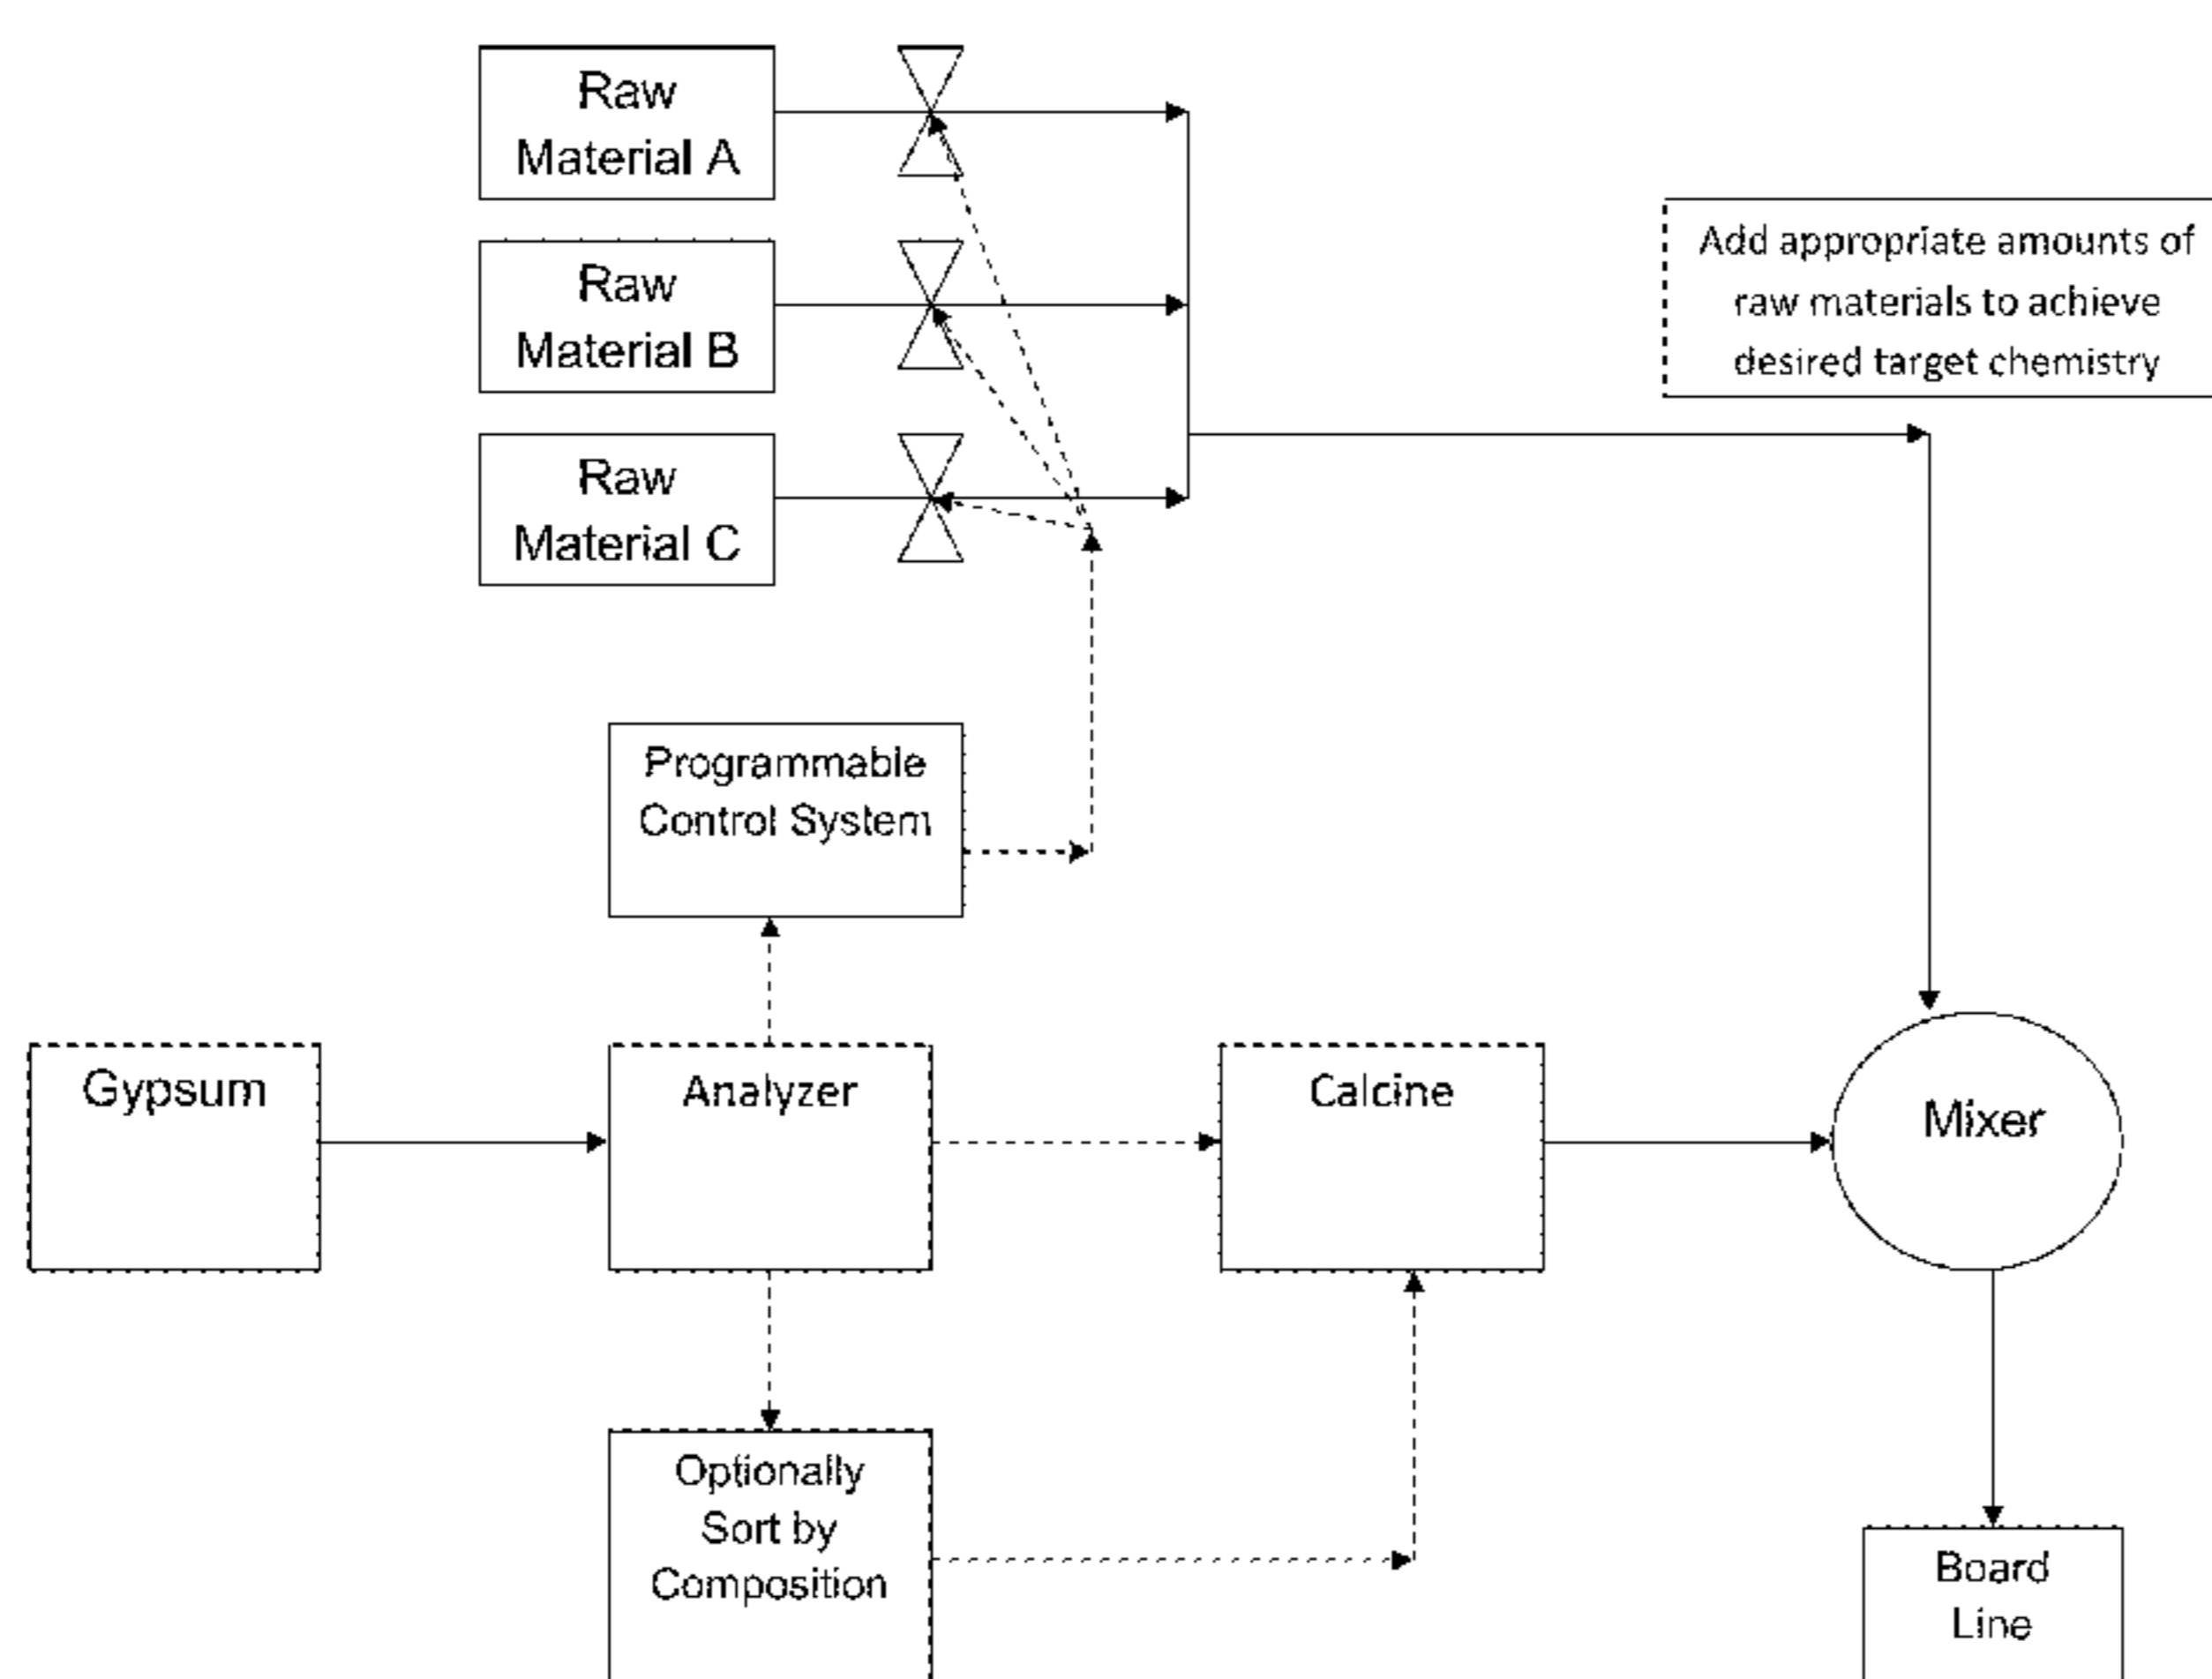 Raw
Material A
Raw
Material B
Raw
Material C
Add appropriate amounts of
raw materials to achieve
desired target chemistry
Programmable
Control System
Gypsum
Analyzer
Calcine
Mixer
Optionally
Sort by
Composition
Board
Line